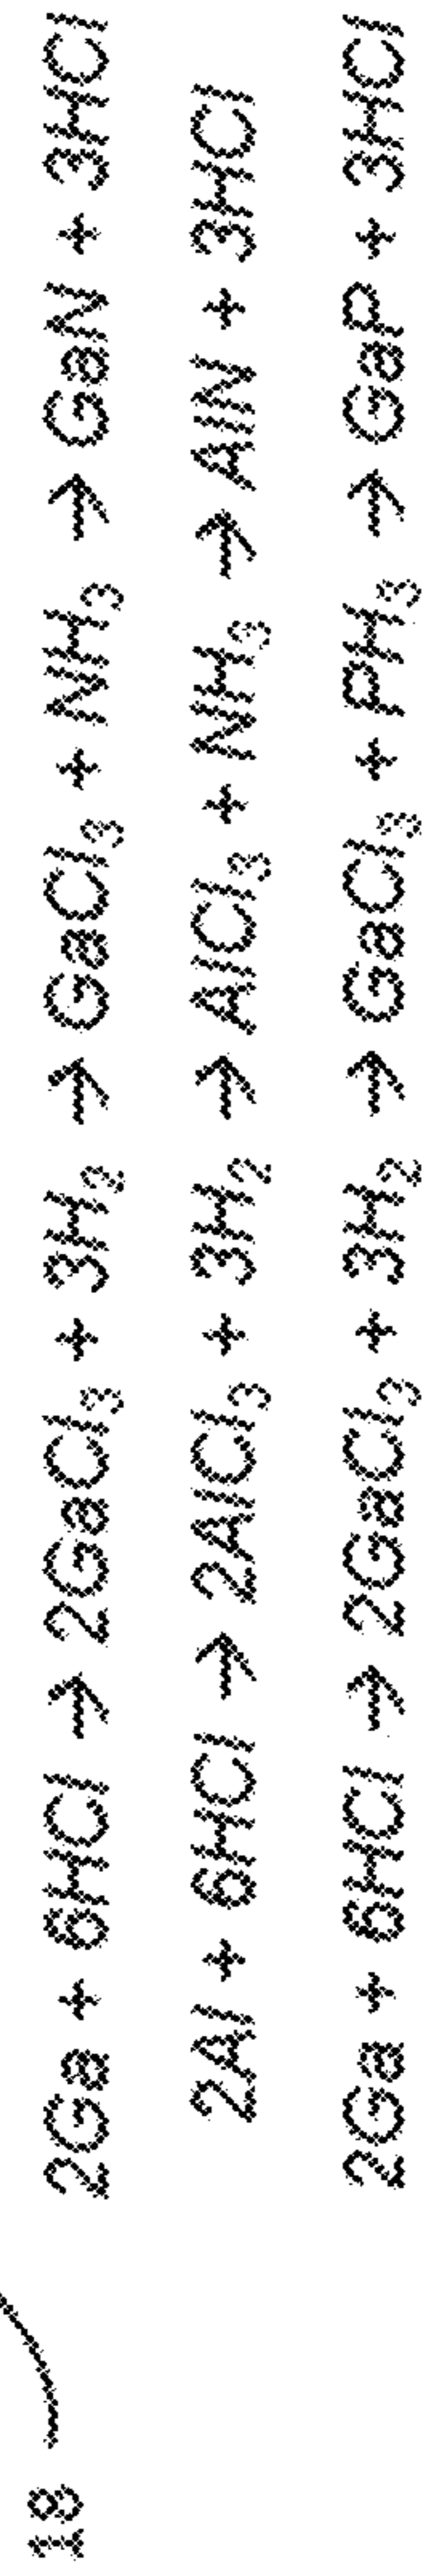 2Ga + 6HCl → 2GaCl₃ + 3H₂ → GaCl₃ + NH₃ → GaN + 3HCl
2Al + 6HCl → 2AlCl₃ + 3H₂ → AlCl₃ + NH₃ → AlN + 3HCl
2Ga + 6HCl → 2GaCl₃ + 3H₂ → GaCl₃ + PH₃ → GaP + 3HCl
18